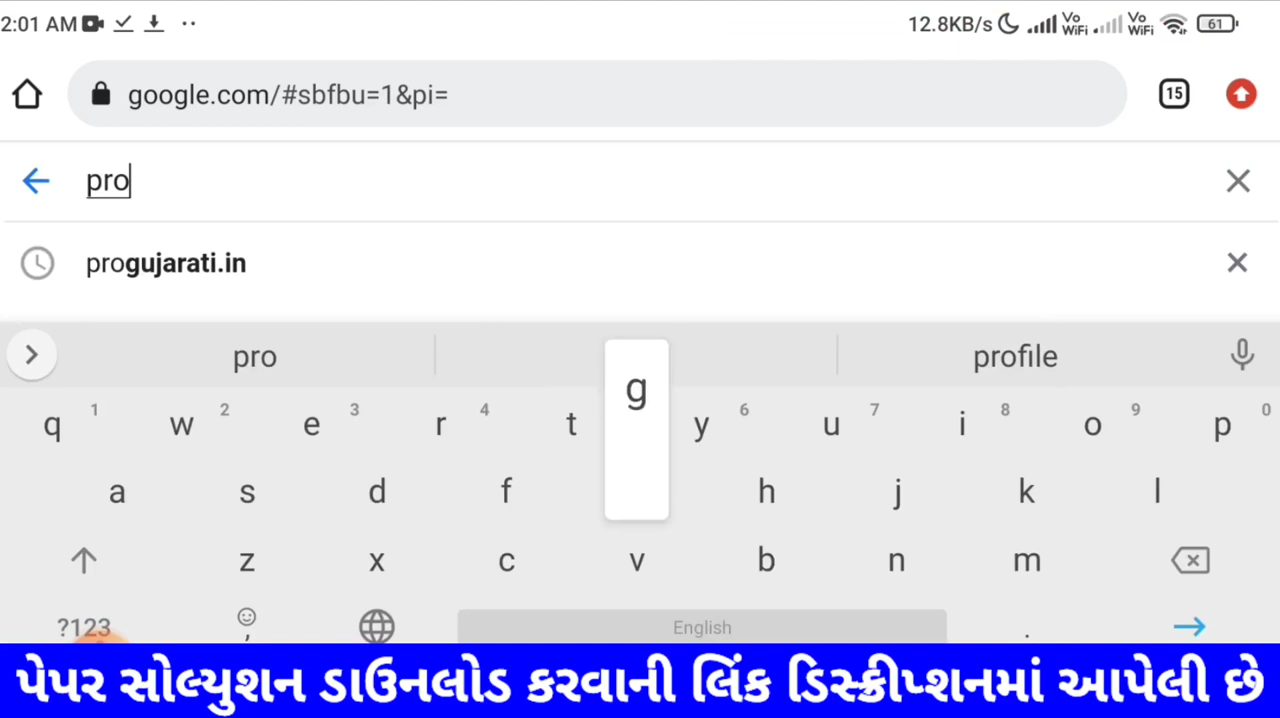 2:01 AM 12.8KB/s Vo WiFi Vo WiFi 61
google.com/#sbfbu=1&pi= 15
pro
progujarati.in
pro profile
g
1 2 3 4 6 7 8 9 0
q w e r t y u i o p
a s d f h j k l
z x c v b n m
?123 , English .
પેપર સોલ્યુશન ડાઉનલોડ કરવાની લિંક ડિસ્ક્રીપ્શનમાં આપેલી છે